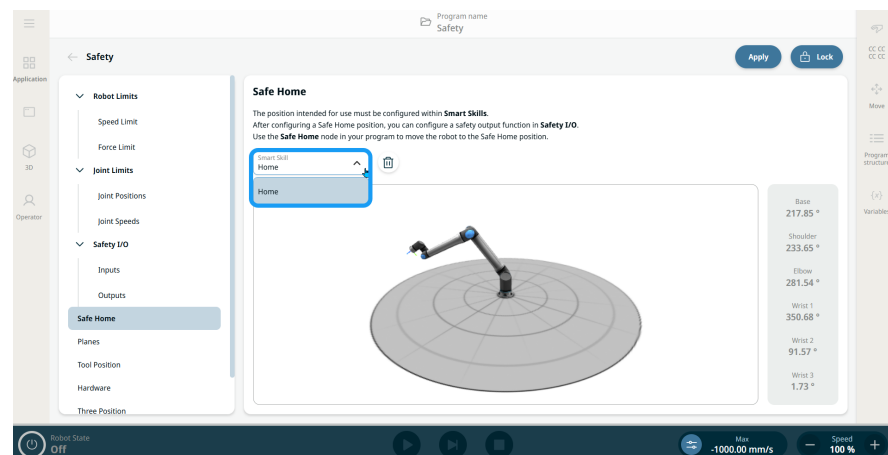 Program name
Safety
Application
3D
Operator
Safety
Apply
Lock
Robot Limits
Speed Limit
Force Limit
Joint Limits
Joint Positions
Joint Speeds
Safety I/O
Inputs
Outputs
Safe Home
Planes
Tool Position
Hardware
Three Position
Safe Home
The position intended for use must be configured within Smart Skills.
After configuring a Safe Home position, you can configure a safety output function in Safety I/O.
Use the Safe Home node in your program to move the robot to the Safe Home position.
Smart Skill
Home
Home
Base
217.85 °
Shoulder
233.65 °
Elbow
281.54 °
Wrist 1
350.68 °
Wrist 2
91.57 °
Wrist 3
1.73 °
CC CC
CC CC
Move
Program
structure
{x}
Variables
Robot State
Off
Max
-1000.00 mm/s
Speed
100 %